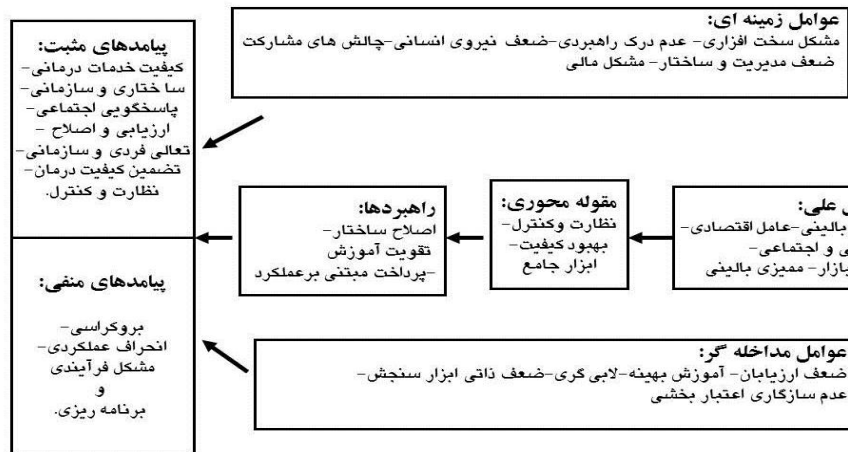 عوامل زمینه ای:
مشکل سخت افزاری- عدم درک راهبردی-ضعف نیروی انسانی-چالش های مشارکت
ضعف مدیریت و ساختار- مشکل مالی
علی:
بالینی-عامل اقتصادی-
و اجتماعی-
بازار- ممیزی بالینی
مقوله محوری:
نظارت وکنترل-
بهبود کیفیت-
ابزار جامع
راهبردها:
اصلاح ساختار-
تقویت آموزش
-پرداخت مبتنی برعملکرد
عوامل مداخله گر:
ضعف ارزیابان- آموزش بهینه-لابی گری-ضعف ذاتی ابزار سنجش-
عدم سازگاری اعتبار بخشی
پیامدهای مثبت:
کیفیت خدمات درمانی-
سا ختاری و سازمانی-
پاسخگویی اجتماعی-
ارزیابی و اصلاح -
تعالی فردی و سازمانی-
تضمین کیفیت درمان-
نظارت و کنترل.
پیامدهای منفی:
بروکراسی-
انحراف عملکردی-
مشکل فرآیندی
و
برنامه ریزی.